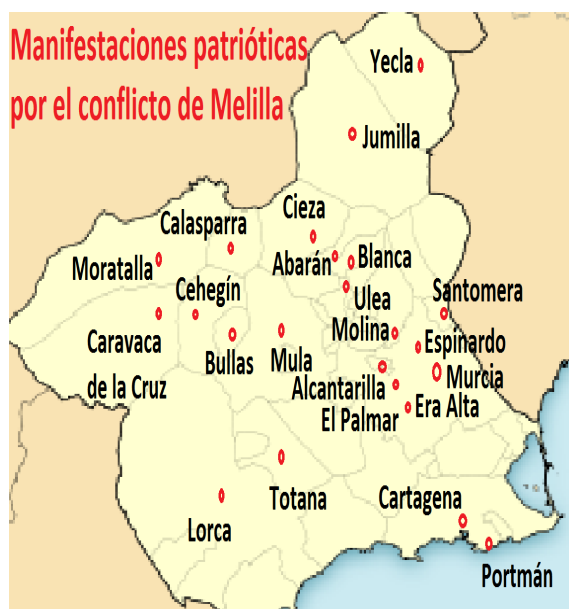 Manifestaciones patrióticas
por el conflicto de Melilla
Yecla
Jumilla
Cieza
Calasparra
Abarán
Blanca
Moratalla
Cehegín
Ulea
Santomera
Molina
Espinardo
Caravaca
de la Cruz
Bullas
Mula
Murcia
Alcantarilla
El Palmar
Era Alta
Totana
Cartagena
Lorca
Portmán